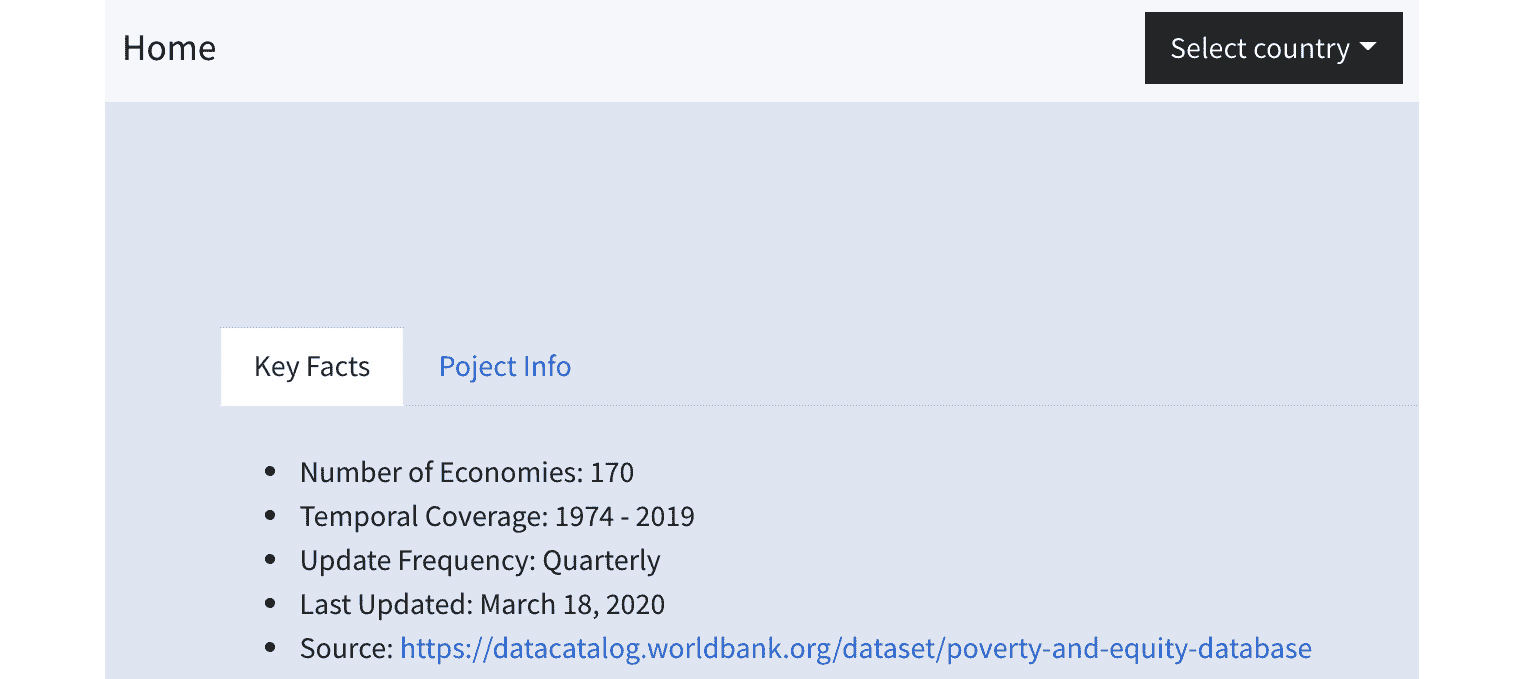 Home
Select country
Key Facts
Poject Info
Number of Economies: 170
Temporal Coverage: 1974 - 2019
Update Frequency: Quarterly
Last Updated: March 18, 2020
Source: https://datacatalog.worldbank.org/dataset/poverty-and-equity-database